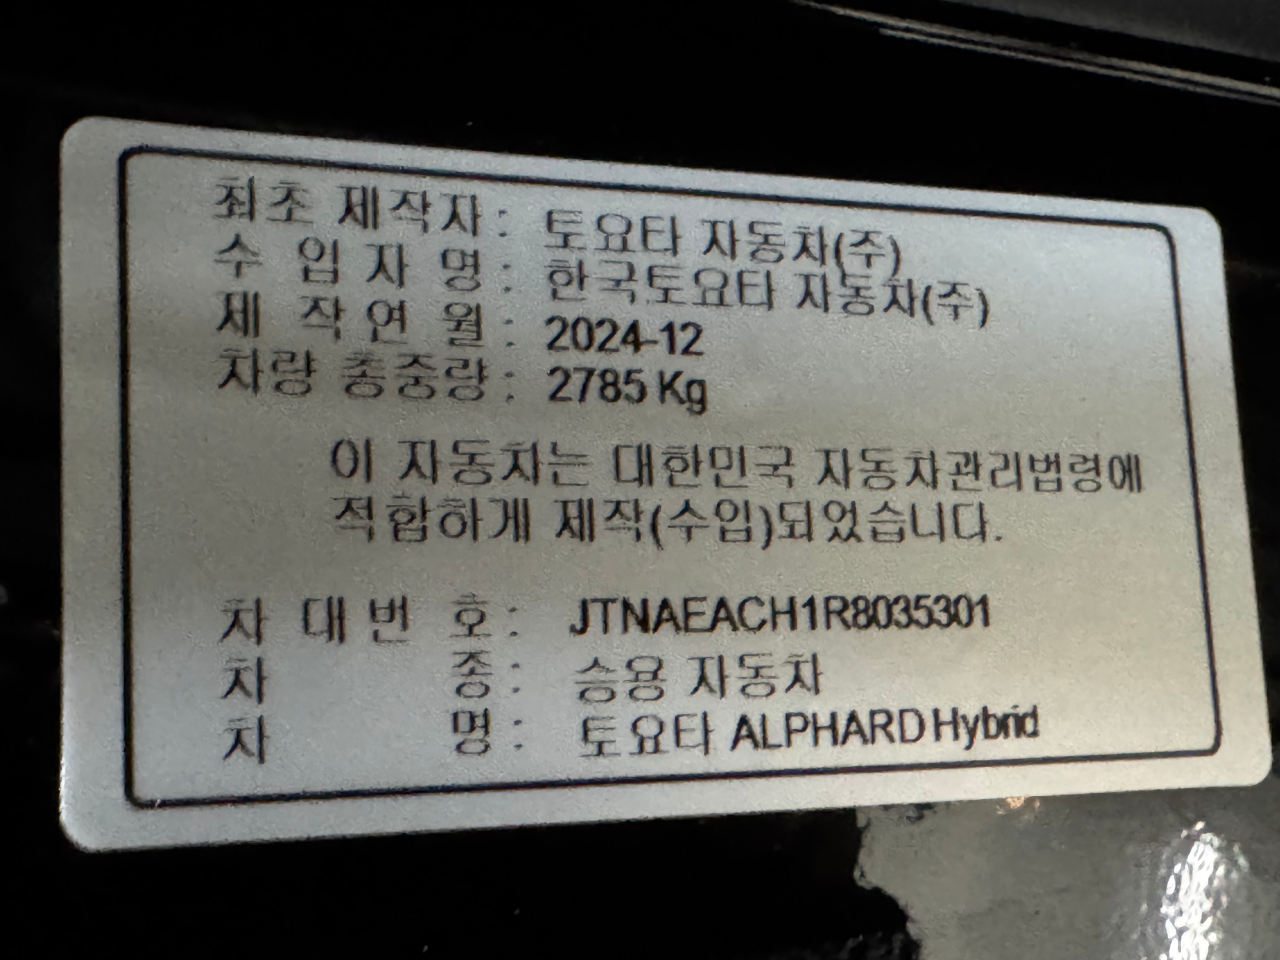 최초 제작자 : 토요타 자동차(주)
수 입 자 명 : 한국토요타 자동차(주)
제 작 연 월 : 2024-12
차량 총중량 : 2785 Kg
이 자동차는 대한민국 자동차관리법령에
적합하게 제작(수입)되었습니다.
차 대 번 호 : JTNAEACH1R8035301
차 종 : 승용 자동차
차 명 : 토요타 ALPHARD Hybrid